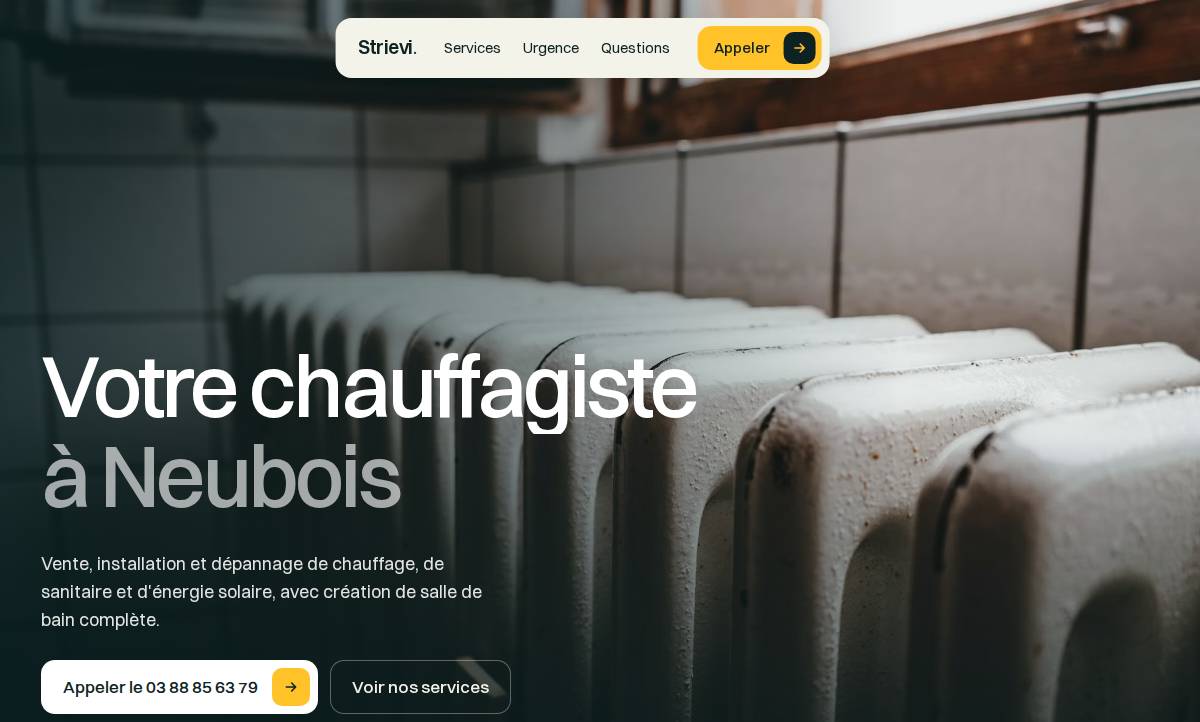 Strievi.
Services
Urgence
Questions
Appeler
Votre chauffagiste
à Neubois
Vente, installation et dépannage de chauffage, de
sanitaire et d'énergie solaire, avec création de salle de
bain complète.
Appeler le 03 88 85 63 79
Voir nos services